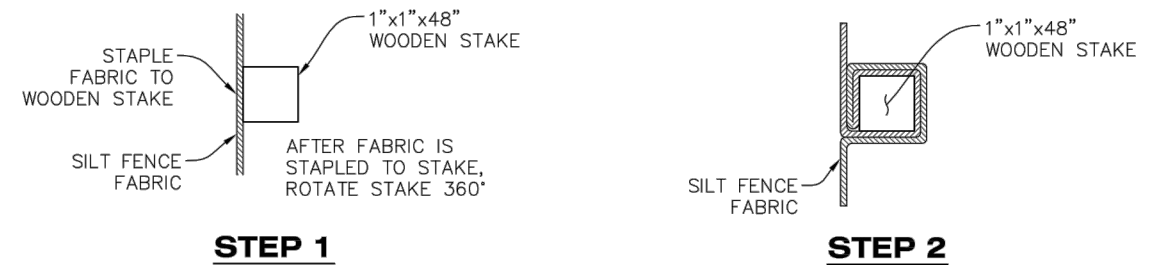 1"x1"x48"
WOODEN STAKE
STAPLE
FABRIC TO
WOODEN STAKE
SILT FENCE
FABRIC
AFTER FABRIC IS
STAPLED TO STAKE,
ROTATE STAKE 360°
STEP 1
1"x1"x48"
WOODEN STAKE
SILT FENCE
FABRIC
STEP 2